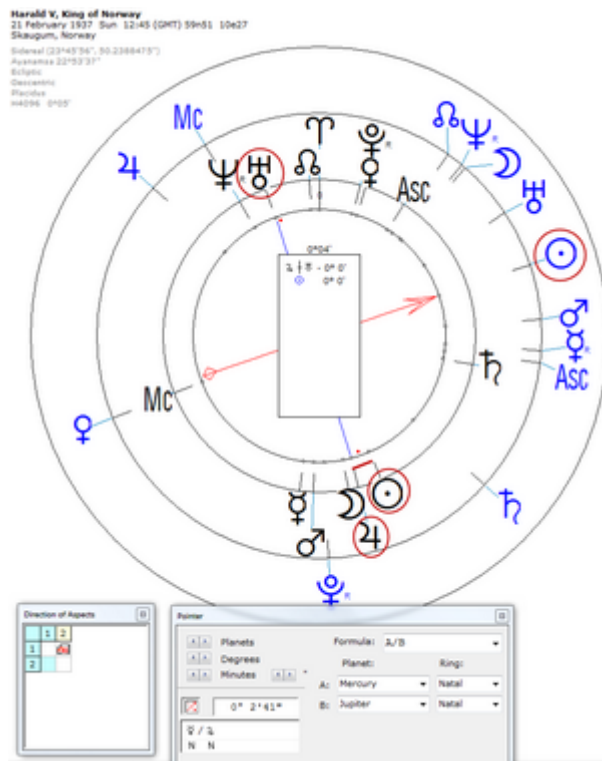 Harald V, King of Norway
21 February 1937 Sun 12:45 (GMT) 59n51 10e27
Skaugum, Norway
Sidereal (23°45'56", 50.2388475")
Ayanamsa 22°53'37"
Ecliptic
Geocentric
Placidus
H4096 0°05'
Mc
Asc
0°04'
- 0° 0'
0° 0'
Mc
Asc
Direction of Aspects
1 2
1
2
Pointer
Planets
Degrees
Minutes
Formula: A/B
Planet: Ring:
A: Mercury Natal
B: Jupiter Natal
0° 2'41"
☿ / ♃
N N